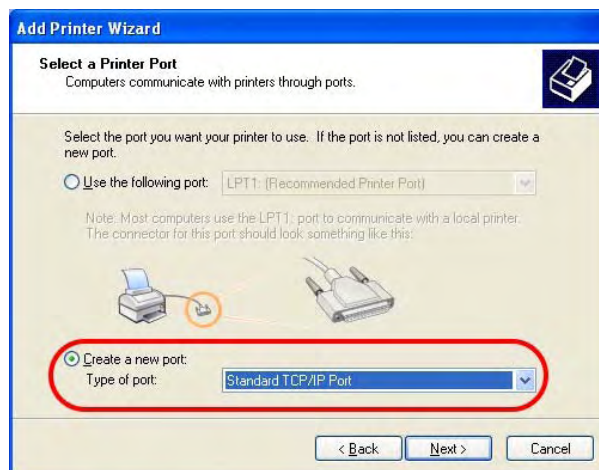 Add Printer Wizard
Select a Printer Port
Computers communicate with printers through ports.
Select the port you want your printer to use. If the port is not listed, you can create a
new port.
Use the following port: LPT1: (Recommended Printer Port)
Note: Most computers use the LPT1: port to communicate with a local printer.
The connector for this port should look something like this:
Create a new port:
Type of port: Standard TCP/IP Port
< Back Next > Cancel